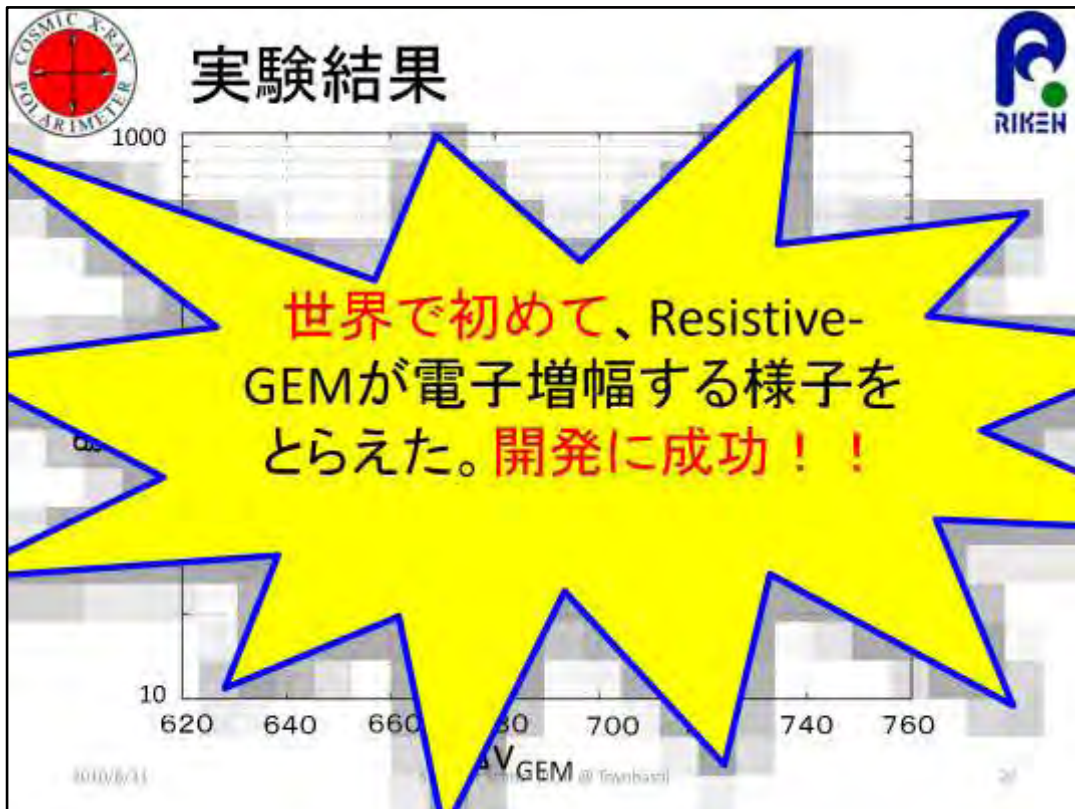 COSMIC X-RAY
POLARIMETER
実験結果
RIKEN
1000
世界で初めて、Resistive-
GEMが電子増幅する様子を
とらえた。開発に成功！！
10
620 640 700 740 760
V_GEM